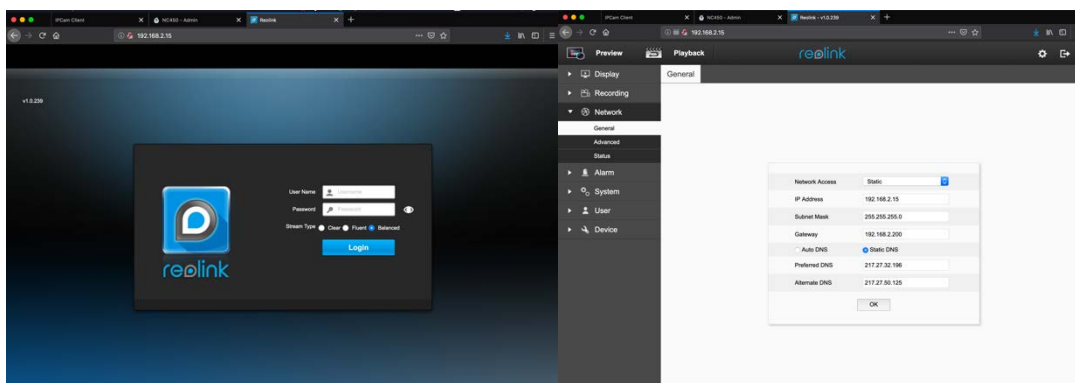 IPCam Client
NC450 - Admin
Reolink
192.168.2.15
v1.0.239
User Name Username
Password Password
Stream Type Clear Fluent Balanced
Login
reolink
IPCam Client
NC450 - Admin
Reolink - v1.0.239
192.168.2.15
Preview
Playback
reolink
Display
General
Recording
Network
General
Advanced
Status
Alarm
System
User
Device
Network Access Static
IP Address 192.168.2.15
Subnet Mask 255.255.255.0
Gateway 192.168.2.200
Auto DNS Static DNS
Preferred DNS 217.27.32.196
Alternate DNS 217.27.50.125
OK